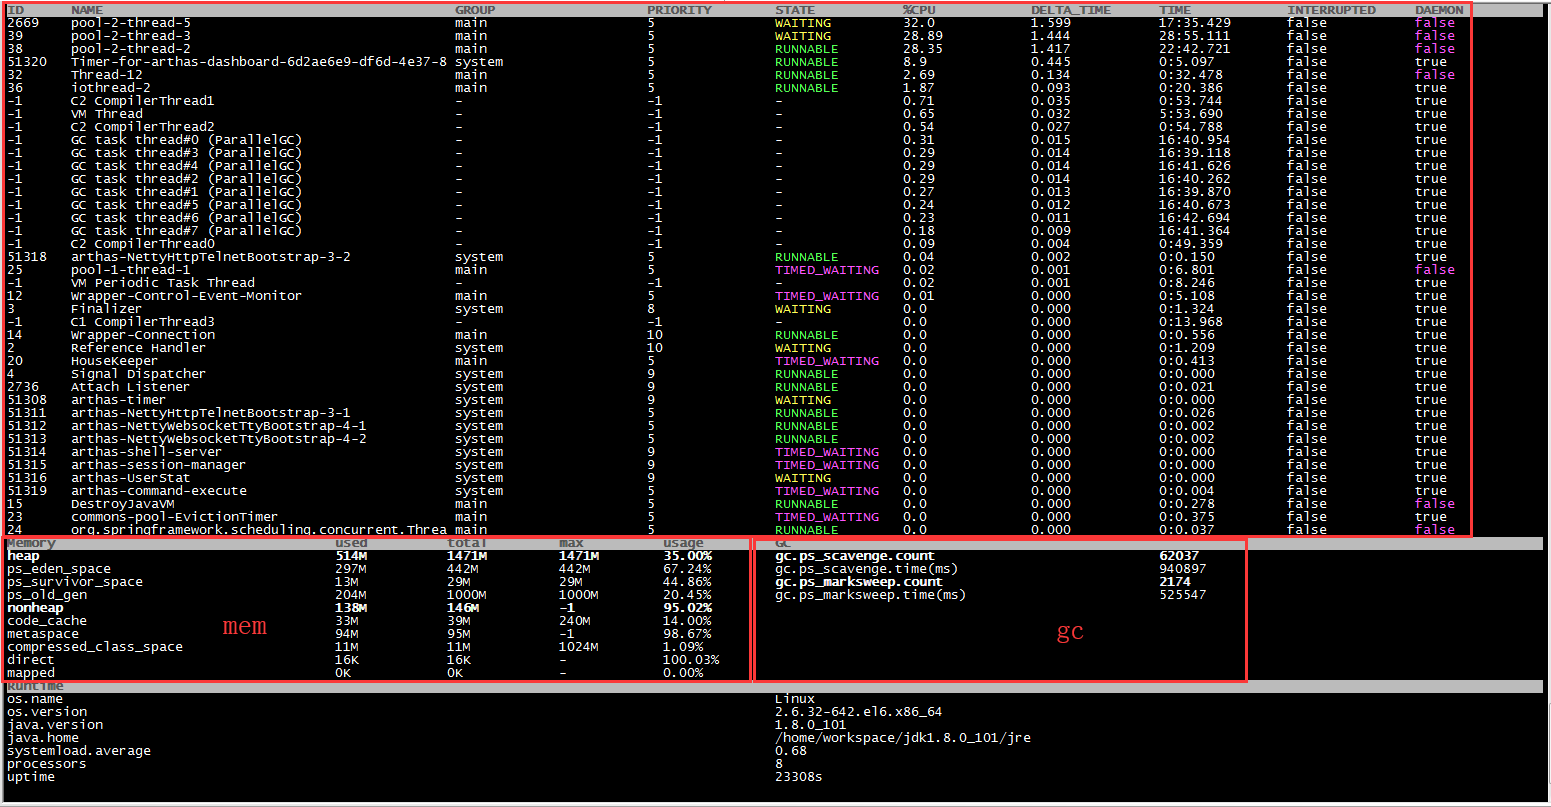 ID NAME GROUP PRIORITY STATE %CPU DELTA_TIME TIME INTERRUPTED DAEMON
2669 pool-2-thread-5 main 5 WAITING 32.0 1.599 17:35.429 false false
39 pool-2-thread-3 main 5 WAITING 28.89 1.444 28:55.111 false false
38 pool-2-thread-2 main 5 RUNNABLE 28.35 1.417 22:42.721 false false
51320 Timer-for-arthas-dashboard-6d2ae6e9-df6d-4e37-8 system 5 RUNNABLE 8.9 0.445 0:5.097 false true
32 Thread-12 main 5 RUNNABLE 2.69 0.134 0:32.478 false false
36 iothread-2 main 5 RUNNABLE 1.87 0.093 0:20.386 false true
-1 C2 CompilerThread1 - -1 - 0.71 0.035 0:53.744 false true
-1 VM Thread - -1 - 0.65 0.032 5:53.690 false true
-1 C2 CompilerThread2 - -1 - 0.54 0.027 0:54.788 false true
-1 GC task thread#0 (ParallelGC) - -1 - 0.31 0.015 16:40.954 false true
-1 GC task thread#3 (ParallelGC) - -1 - 0.29 0.014 16:39.118 false true
-1 GC task thread#4 (ParallelGC) - -1 - 0.29 0.014 16:41.626 false true
-1 GC task thread#2 (ParallelGC) - -1 - 0.29 0.014 16:40.262 false true
-1 GC task thread#1 (ParallelGC) - -1 - 0.27 0.013 16:39.870 false true
-1 GC task thread#5 (ParallelGC) - -1 - 0.24 0.012 16:40.673 false true
-1 GC task thread#6 (ParallelGC) - -1 - 0.23 0.011 16:42.694 false true
-1 GC task thread#7 (ParallelGC) - -1 - 0.18 0.009 16:41.364 false true
-1 C2 CompilerThread0 - -1 - 0.09 0.004 0:49.359 false true
51318 arthas-NettyHttpTelnetBootstrap-3-2 system 5 RUNNABLE 0.04 0.002 0:0.150 false true
25 pool-1-thread-1 main 5 TIMED_WAITING 0.02 0.001 0:6.801 false false
-1 VM Periodic Task Thread - -1 - 0.02 0.001 0:8.246 false true
12 Wrapper-Control-Event-Monitor main 5 TIMED_WAITING 0.01 0.000 0:5.108 false true
3 Finalizer system 8 WAITING 0.0 0.000 0:1.324 false true
-1 C1 CompilerThread3 - -1 - 0.0 0.000 0:13.968 false true
14 Wrapper-Connection main 10 RUNNABLE 0.0 0.000 0:0.556 false true
2 Reference Handler system 10 WAITING 0.0 0.000 0:1.209 false true
20 HouseKeeper main 5 TIMED_WAITING 0.0 0.000 0:0.413 false true
4 Signal Dispatcher system 9 RUNNABLE 0.0 0.000 0:0.000 false true
2736 Attach Listener system 9 RUNNABLE 0.0 0.000 0:0.021 false true
51308 arthas-timer system 9 WAITING 0.0 0.000 0:0.000 false true
51311 arthas-NettyHttpTelnetBootstrap-3-1 system 5 RUNNABLE 0.0 0.000 0:0.026 false true
51312 arthas-NettyWebsocketTtyBootstrap-4-1 system 5 RUNNABLE 0.0 0.000 0:0.002 false true
51313 arthas-NettyWebsocketTtyBootstrap-4-2 system 5 RUNNABLE 0.0 0.000 0:0.002 false true
51314 arthas-shell-server system 9 TIMED_WAITING 0.0 0.000 0:0.000 false true
51315 arthas-session-manager system 9 TIMED_WAITING 0.0 0.000 0:0.000 false true
51316 arthas-UserStat system 9 WAITING 0.0 0.000 0:0.000 false true
51319 arthas-command-execute system 5 TIMED_WAITING 0.0 0.000 0:0.004 false true
15 DestroyJavaVM main 5 RUNNABLE 0.0 0.000 0:0.278 false false
23 commons-pool-EvictionTimer main 5 TIMED_WAITING 0.0 0.000 0:0.375 false true
24 org.springframework.scheduling.concurrent.Threa main 5 RUNNABLE 0.0 0.000 0:0.037 false false
Memory used total max usage GC
heap 514M 1471M 1471M 35.00% gc.ps_scavenge.count 62037
ps_eden_space 297M 442M 442M 67.24% gc.ps_scavenge.time(ms) 940897
ps_survivor_space 13M 29M 29M 44.86% gc.ps_marksweep.count 2174
ps_old_gen 204M 1000M 1000M 20.45% gc.ps_marksweep.time(ms) 525547
nonheap 138M 146M -1 95.02%
code_cache 33M 39M 240M 14.00%
metaspace 94M 95M -1 98.67%
mem gc
compressed_class_space 11M 11M 1024M 1.09%
direct 16K 16K - 100.03%
mapped 0K 0K - 0.00%
Runtime
os.name Linux
os.version 2.6.32-642.el6.x86_64
java.version 1.8.0_101
java.home /home/workspace/jdk1.8.0_101/jre
systemload.average 0.68
processors 8
uptime 23308s